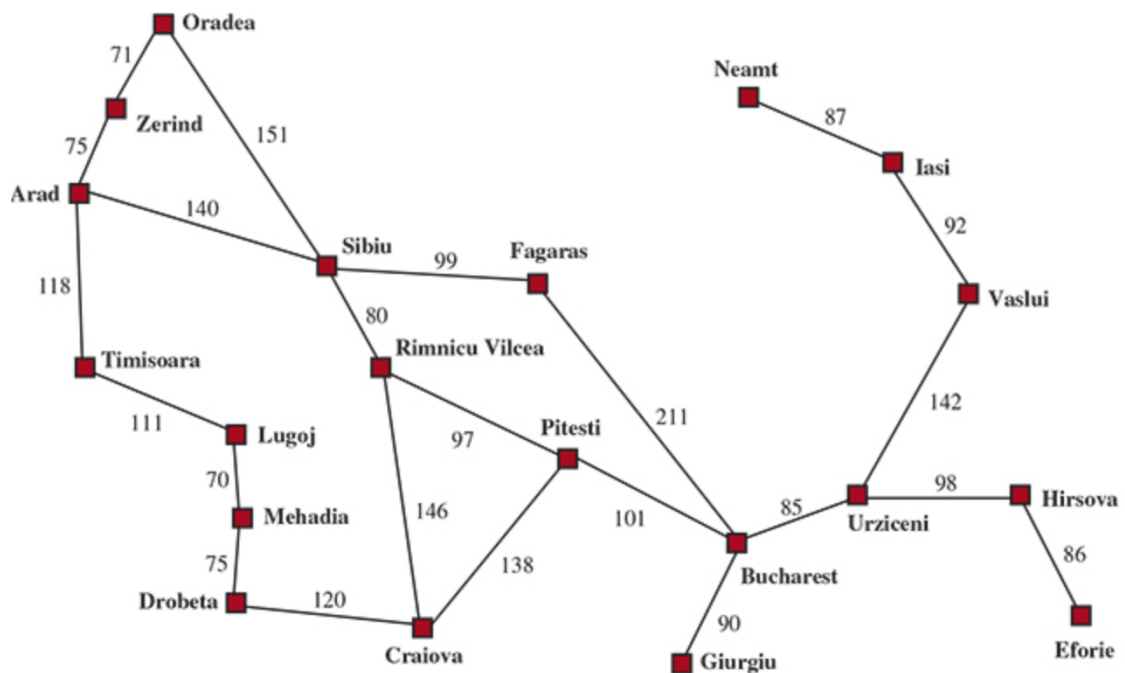 Oradea
71
Neamt
Zerind
87
151
75
Iasi
Arad
140
92
Sibiu
Fagaras
99
118
Vaslui
80
Timisoara
Rimnicu Vilcea
142
111
211
Lugoj
97
Pitesti
70
98
Hirsova
Mehadia
146
85
Urziceni
101
75
138
86
Bucharest
Drobeta
120
90
Craiova
Giurgiu
Eforie